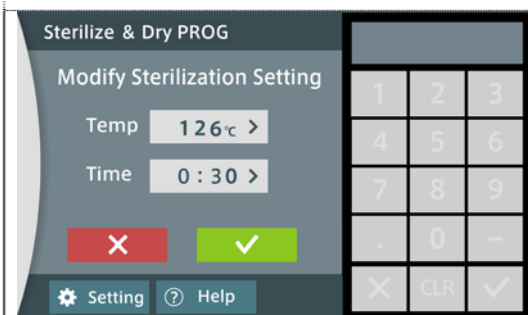 Sterilize & Dry PROG
Modify Sterilization Setting
Temp 126℃ >
Time 0:30 >
Setting ? Help
1 2 3
4 5 6
7 8 9
. 0 -
X CLR ✓